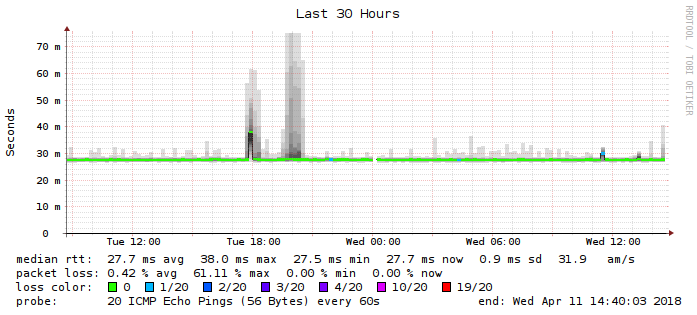 Last 30 Hours
RRDTOOL / TOBI OETIKER
Seconds
70 m
60 m
50 m
40 m
30 m
20 m
10 m
0
Tue 12:00 Tue 18:00 Wed 00:00 Wed 06:00 Wed 12:00
median rtt: 27.7 ms avg 38.0 ms max 27.5 ms min 27.7 ms now 0.9 ms sd 31.9 am/s
packet loss: 0.42 % avg 61.11 % max 0.00 % min 0.00 % now
loss color: 0 1/20 2/20 3/20 4/20 10/20 19/20
probe: 20 ICMP Echo Pings (56 Bytes) every 60s end: Wed Apr 11 14:40:03 2018